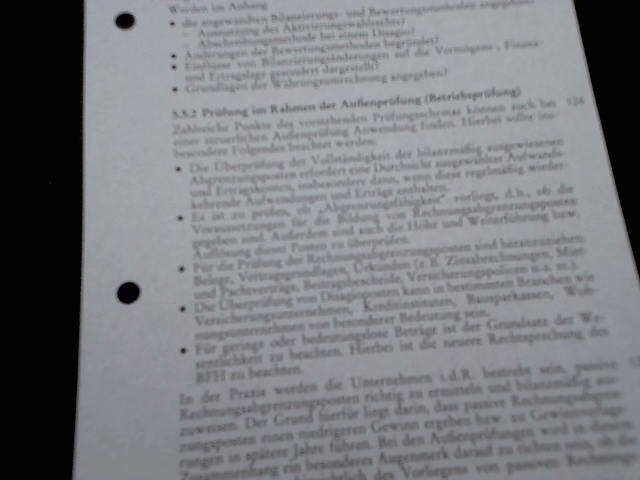 Werden im Anhang
• die angewandten Bilanzierungs- und Bewertungsmethoden angegeben?
– Ausnutzung des Aktivierungswahlrechts?
– Abschreibungsmethode bei einem Disagio?
• Änderungen der Bewertungsmethoden begründet?
• Einflüsse von Bilanzierungsänderungen auf die Vermögens-, Finanz-
und Ertragslage gesondert dargestellt?
• Grundlagen der Währungsumrechnung angegeben?
5.5.2 Prüfung im Rahmen der Außenprüfung (Betriebsprüfung)
Zahlreiche Punkte des vorstehenden Prüfungsschemas können auch bei 126
einer steuerlichen Außenprüfung Anwendung finden. Hierbei sollte ins-
besondere Folgendes beachtet werden:
• Die Überprüfung der Vollständigkeit der bilanzmäßig ausgewiesenen
Abgrenzungsposten erfordert eine Durchsicht ausgewählter Aufwands-
und Ertragskonten, insbesondere dann, wenn diese regelmäßig wieder-
kehrende Aufwendungen und Erträge enthalten.
• Es ist zu prüfen, ob „Abgrenzungsfähigkeit" vorliegt, d.h., ob die
Voraussetzungen für die Bildung von Rechnungsabgrenzungsposten
gegeben sind. Außerdem sind auch die Höhe und Weiterführung bzw.
Auflösung dieser Posten zu überprüfen.
• Für die Prüfung der Rechnungsabgrenzungsposten sind heranzuziehen:
Belege, Vertragsgrundlagen, Urkunden (z.B. Zinsabrechnungen, Miet-
und Pachtverträge, Beitragsbescheide, Versicherungspolicen u.a. m.).
• Die Überprüfung von Disagioposten kann in bestimmten Branchen wie
Versicherungsunternehmen, Kreditinstituten, Bausparkassen, Woh-
nungsunternehmen von besonderer Bedeutung sein.
• Für geringe oder bedeutungslose Beträge ist der Grundsatz der We-
sentlichkeit zu beachten. Hierbei ist die neuere Rechtsprechung des
BFH zu beachten.
In der Praxis werden die Unternehmen i.d.R. bestrebt sein, passive
Rechnungsabgrenzungsposten richtig zu ermitteln und bilanzmäßig aus-
zuweisen. Der Grund hierfür liegt darin, dass passive Rechnungsabgren-
zungsposten einen niedrigeren Gewinn ergeben bzw. zu Gewinnverlage-
rungen in spätere Jahre führen. Bei den Außenprüfungen wird in diesem
Zusammenhang ein besonderes Augenmerk darauf zu richten sein, ob die
des Vorliegens von passiven Rechnungs-